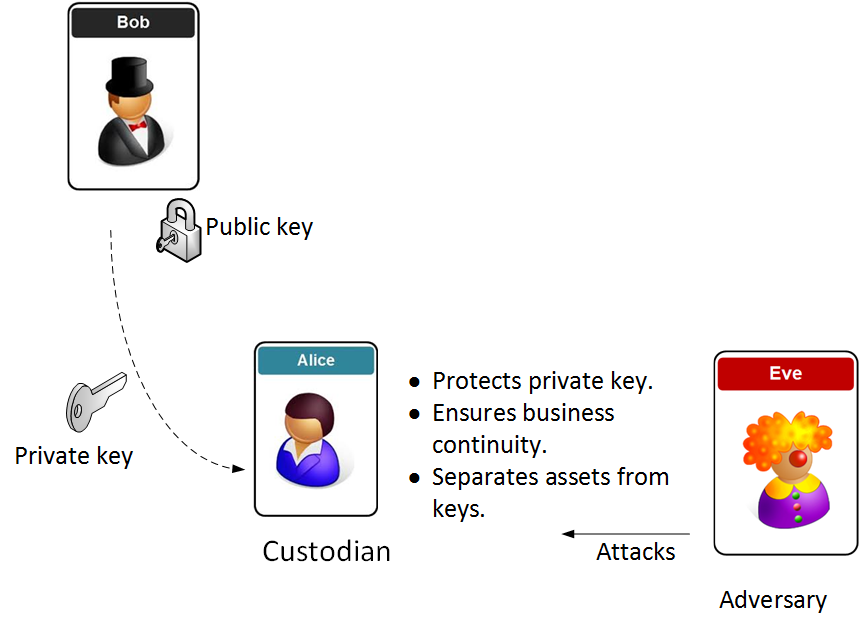 Bob
Public key
Private key
Alice
Custodian
● Protects private key.
● Ensures business
continuity.
● Separates assets from
keys.
Attacks
Eve
Adversary